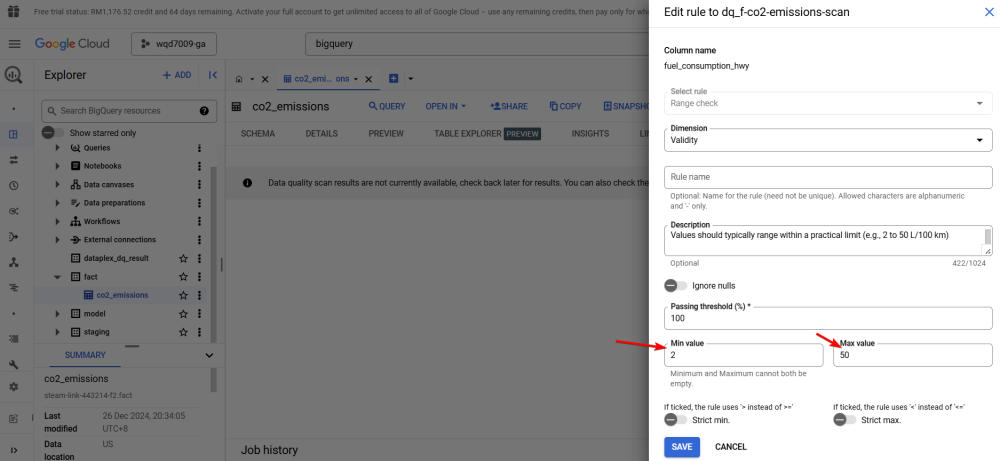 Free trial status: RM1,176.52 credit and 64 days remaining. Activate your full account to get unlimited access to all of Google Cloud – use any remaining credits, then pay only for wh
Google Cloud
wqd7009-ga
bigquery
Explorer
+ ADD
co2_emi... ons
Search BigQuery resources
Show starred only
Queries
Notebooks
Data canvases
Data preparations
Workflows
External connections
dataplex_dq_result
fact
co2_emissions
model
staging
SUMMARY
co2_emissions
steam-link-443214-f2.fact
Last modified
26 Dec 2024, 20:34:05 UTC+8
Data location
US
co2_emissions
QUERY
OPEN IN
SHARE
COPY
SNAPSHO
SCHEMA
DETAILS
PREVIEW
TABLE EXPLORER
PREVIEW
INSIGHTS
LI
Data quality scan results are not currently available, check back later for results. You can also check the
Job history
Edit rule to dq_f-co2-emissions-scan
Column name
fuel_consumption_hwy
Select rule
Range check
Dimension
Validity
Rule name
Optional: Name for the rule (need not be unique). Allowed characters are alphanumeric
and '-' only.
Description
Values should typically range within a practical limit (e.g., 2 to 50 L/100 km)
Optional
422/1024
Ignore nulls
Passing threshold (%) *
100
Min value
2
Max value
50
Minimum and Maximum cannot both be
empty.
If ticked, the rule uses '> instead of >='
Strict min.
If ticked, the rule uses '<' instead of '<='
Strict max.
SAVE
CANCEL